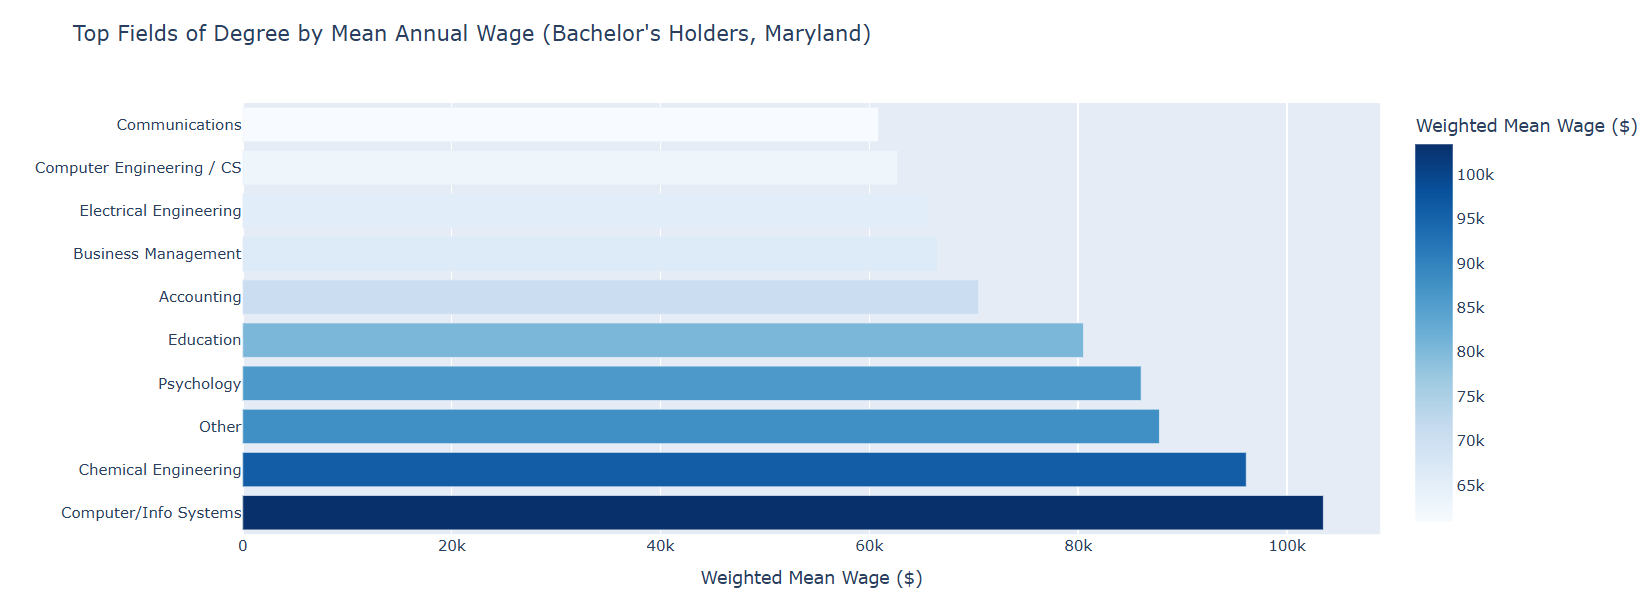 Top Fields of Degree by Mean Annual Wage (Bachelor's Holders, Maryland)
Communications
Computer Engineering / CS
Electrical Engineering
Business Management
Accounting
Education
Psychology
Other
Chemical Engineering
Computer/Info Systems
0 20k 40k 60k 80k 100k
Weighted Mean Wage ($)
Weighted Mean Wage ($)
100k
95k
90k
85k
80k
75k
70k
65k